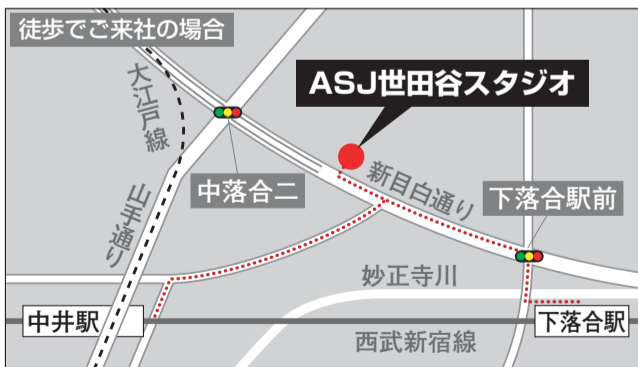 徒歩でご来社の場合
大江戸線
山手通り
ASJ世田谷スタジオ
中落合二
新目白通り
下落合駅前
妙正寺川
中井駅
西武新宿線
下落合駅